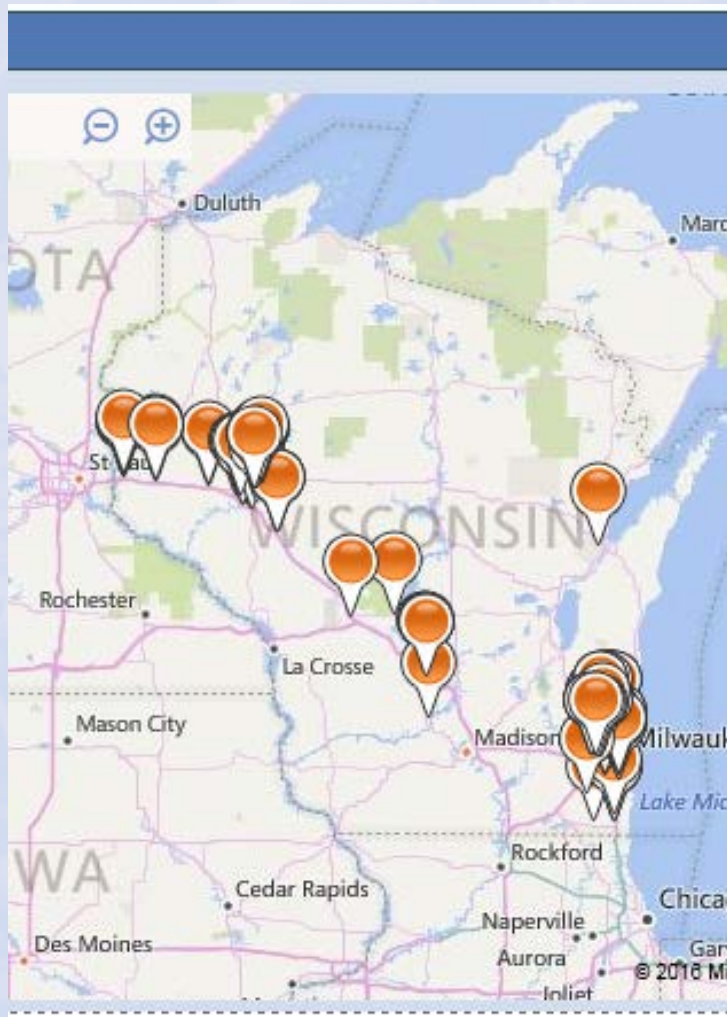 Duluth
Marq
OTA
St Pau
WISCONSIN
Rochester
La Crosse
Mason City
Madison
Milwauk
Lake Mic
Rockford
WA
Cedar Rapids
Chica
Naperville
Des Moines
Aurora
Gar
© 2016 Mi
Joliet